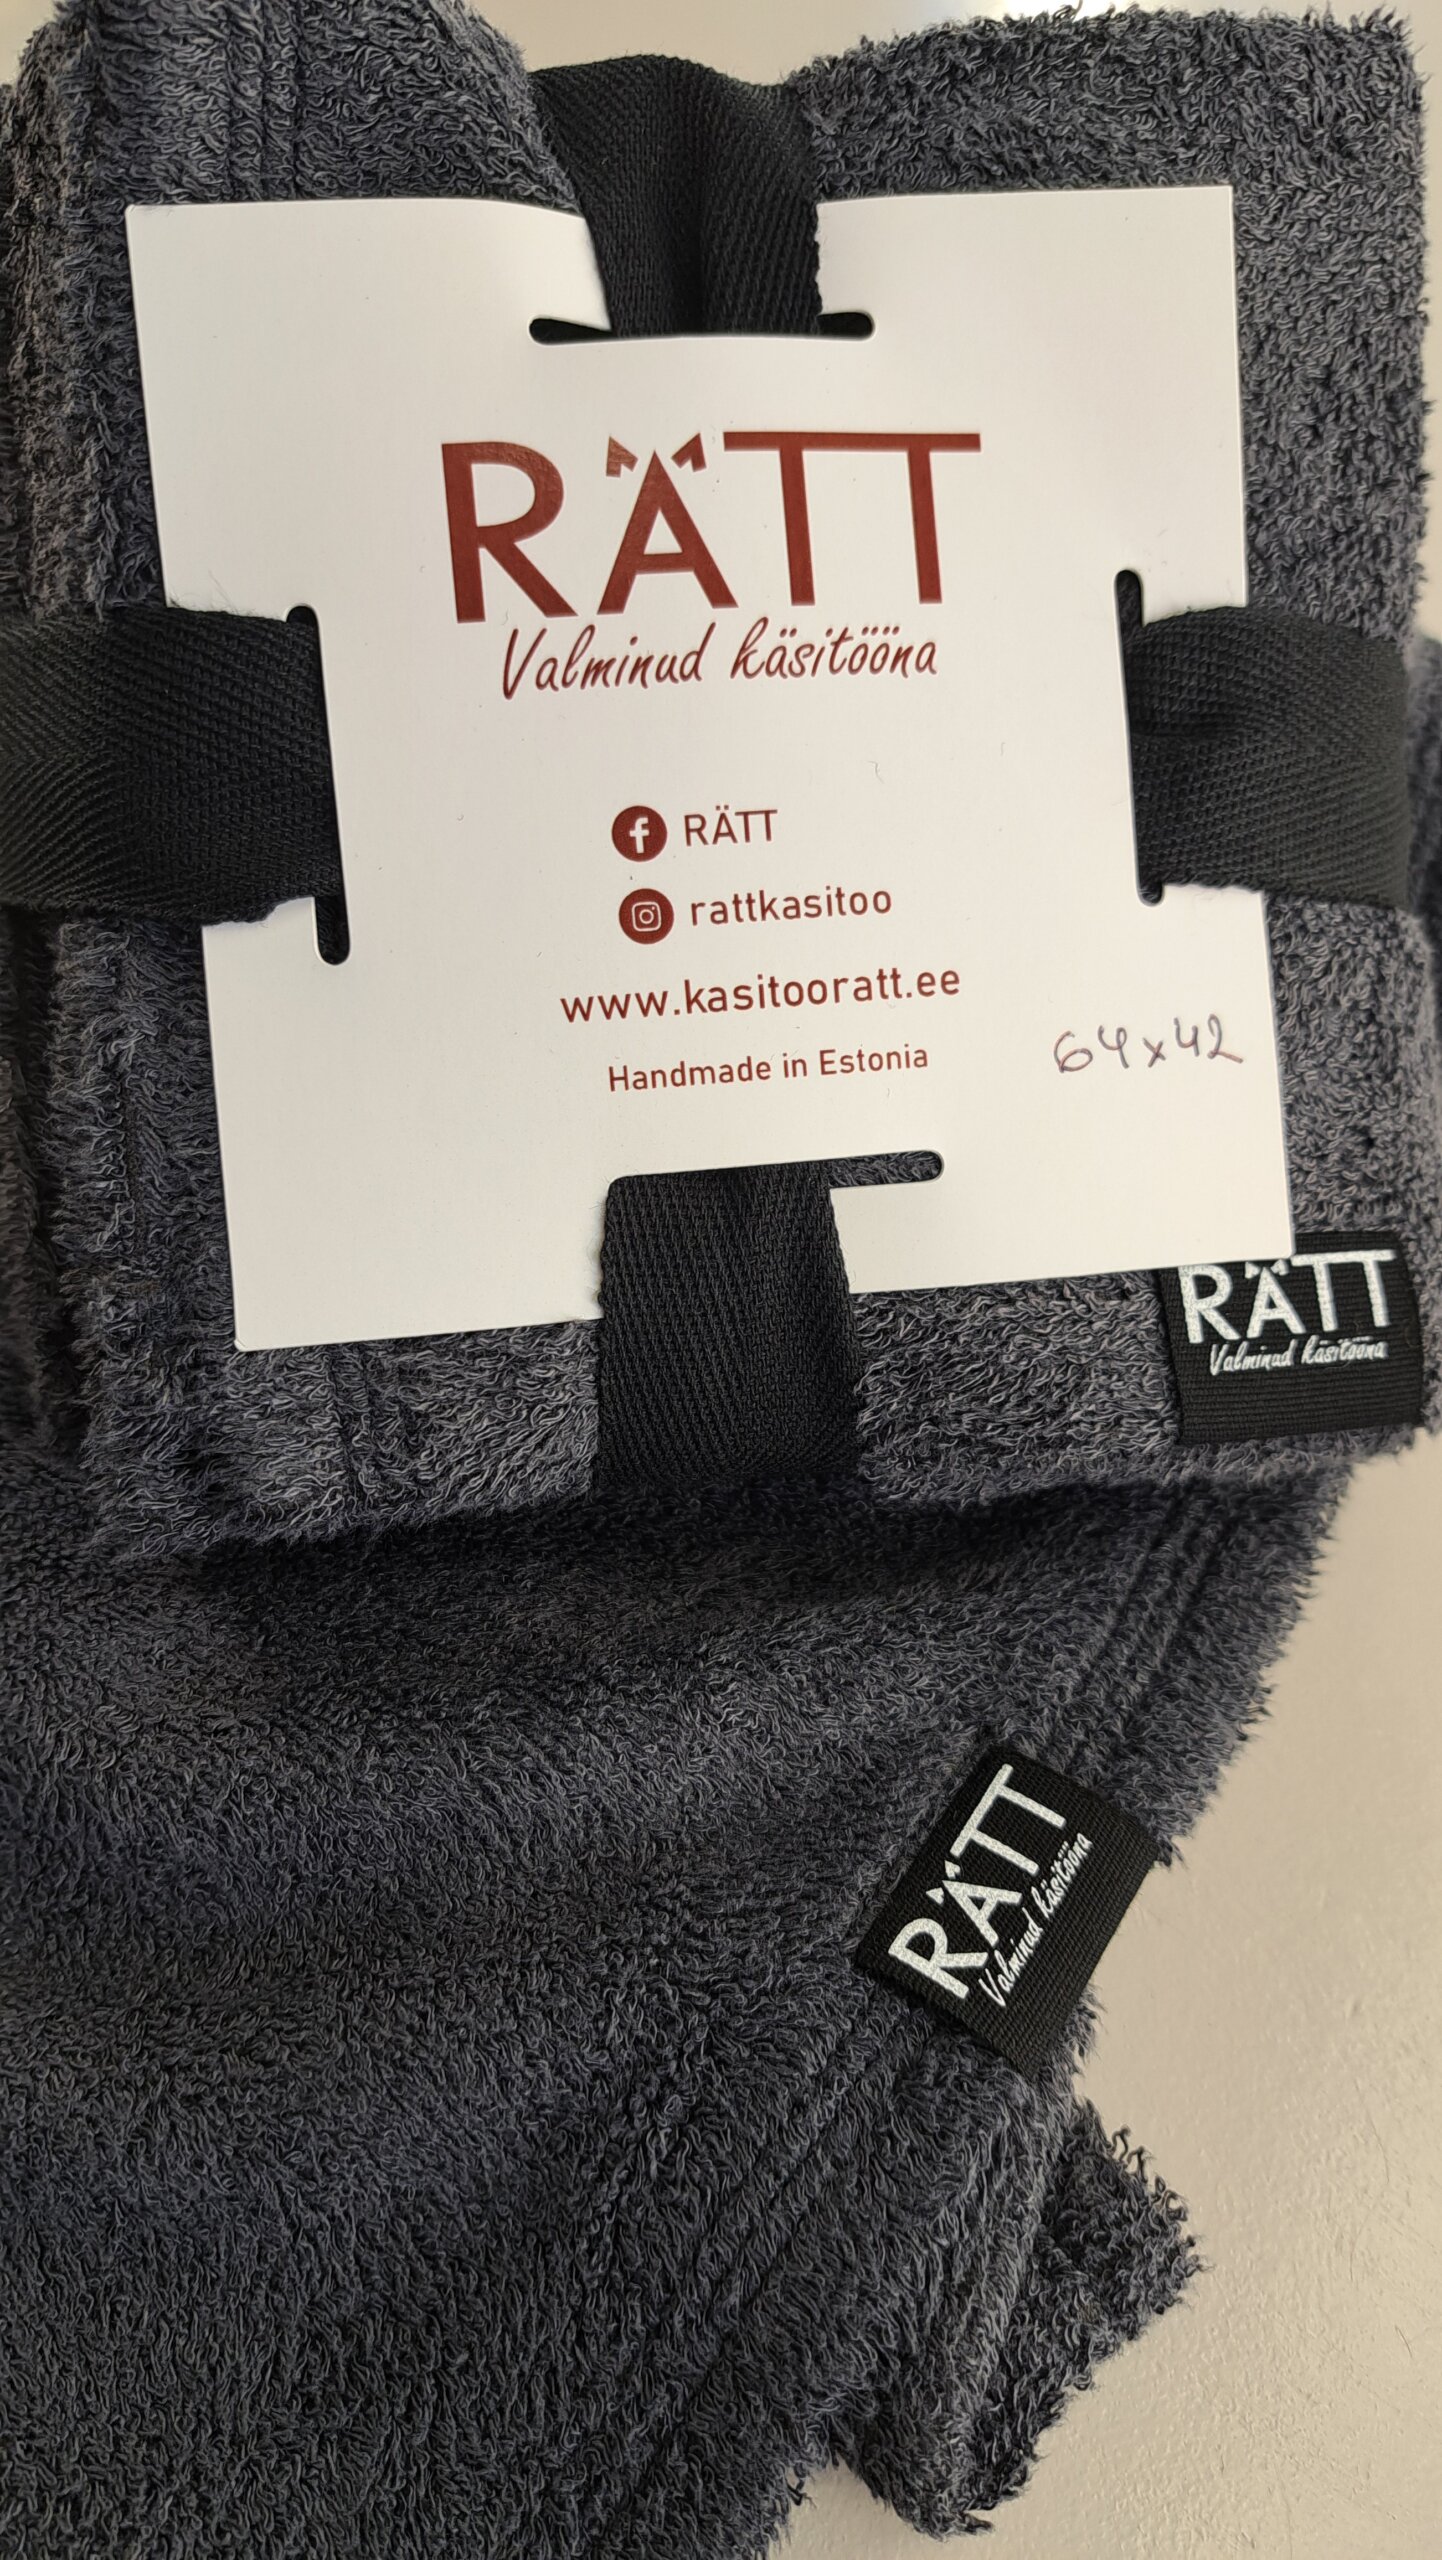 RÄTT
Valminud käsitööna
RÄTT
rattkasitoo
www.kasitooratt.ee
Handmade in Estonia
64x42
RÄTT
Valminud käsitööna
RÄTT
Valminud käsitööna